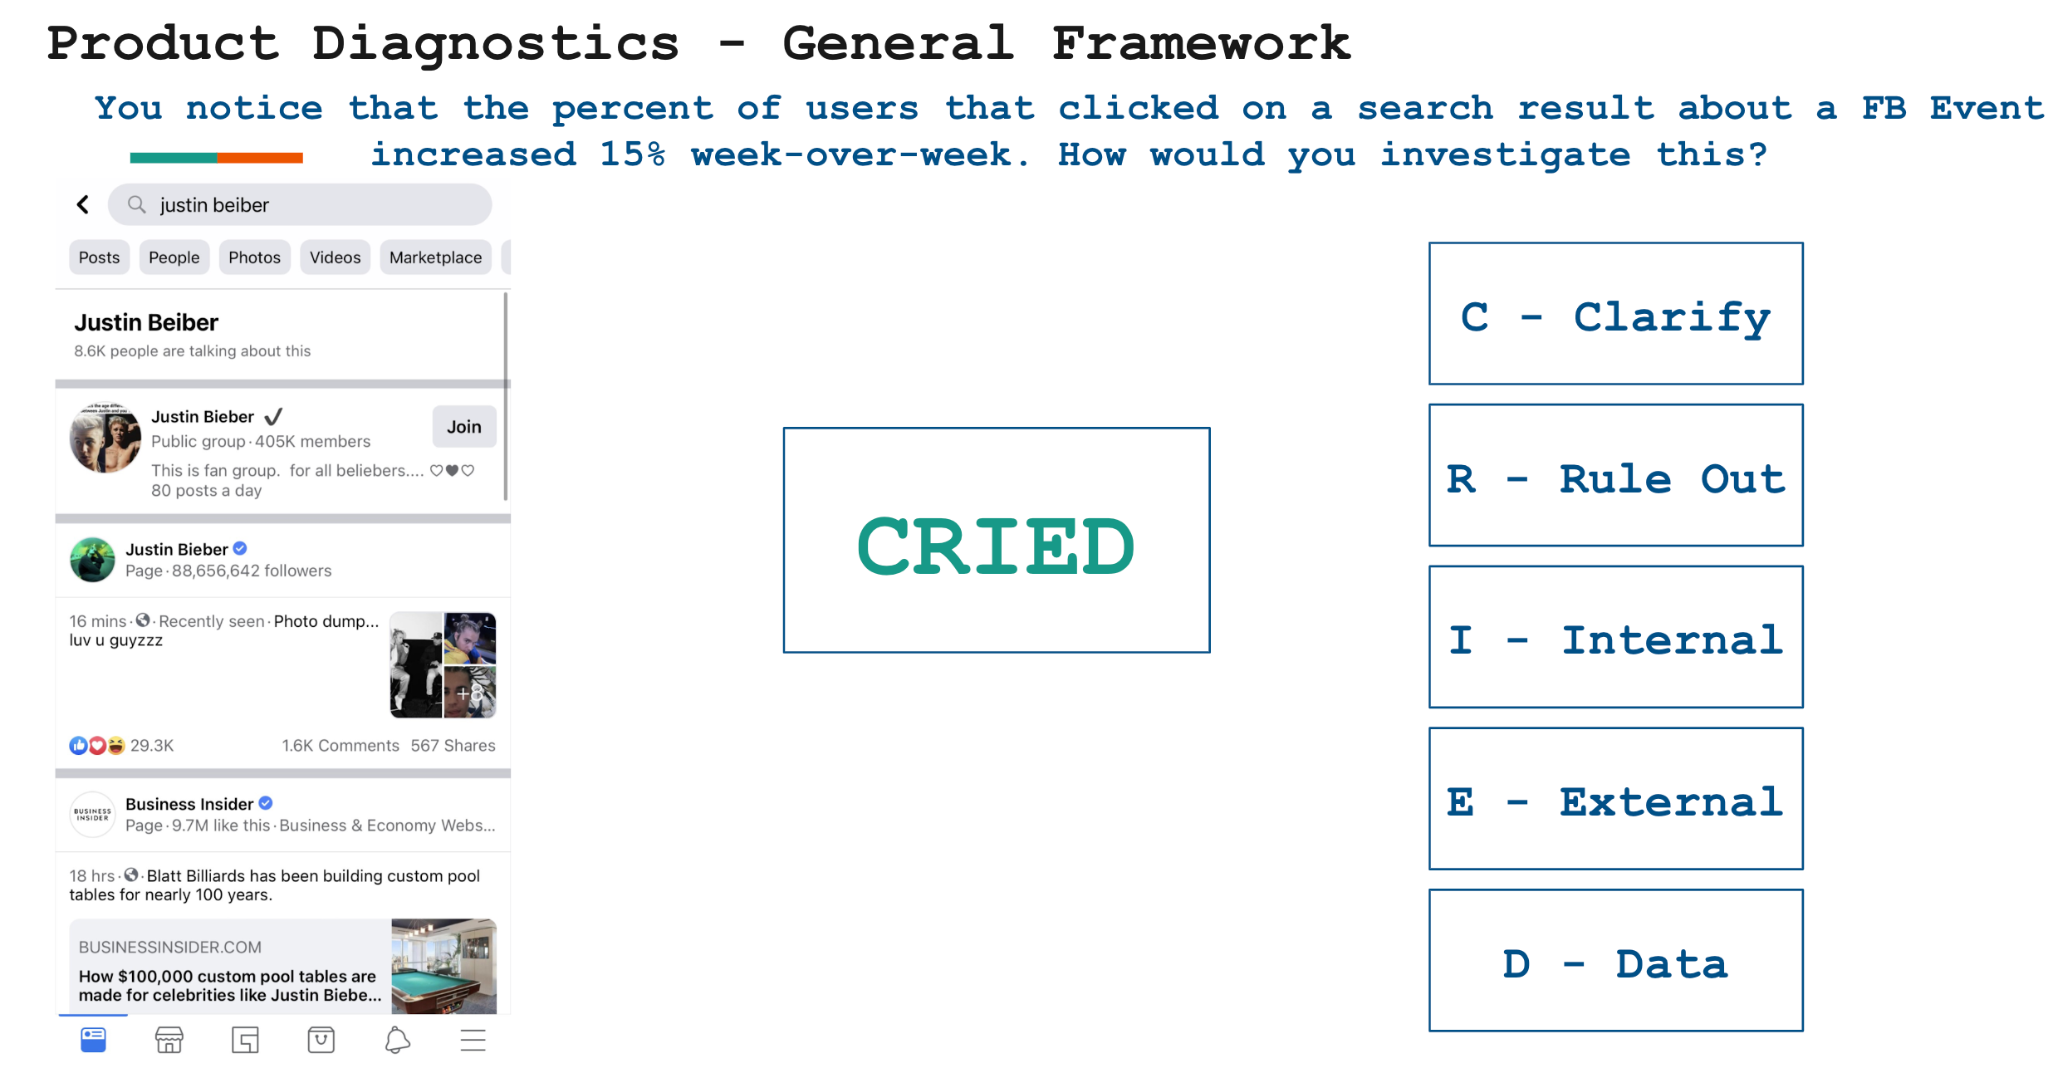 Product Diagnostics - General Framework
You notice that the percent of users that clicked on a search result about a FB Event
increased 15% week-over-week. How would you investigate this?
justin beiber
Posts People Photos Videos Marketplace
Justin Beiber
8.6K people are talking about this
Justin Bieber ✔
Public group · 405K members
Join
This is fan group. for all beliebers.... ♡♥♡
80 posts a day
Justin Bieber
Page · 88,656,642 followers
16 mins · Recently seen · Photo dump...
luv u guyzzz
+8
29.3K 1.6K Comments 567 Shares
BUSINESS
INSIDER
Business Insider
Page · 9.7M like this · Business & Economy Webs...
18 hrs · Blatt Billiards has been building custom pool
tables for nearly 100 years.
BUSINESSINSIDER.COM
How $100,000 custom pool tables are
made for celebrities like Justin Biebe...
CRIED
C - Clarify
R - Rule Out
I - Internal
E - External
D - Data